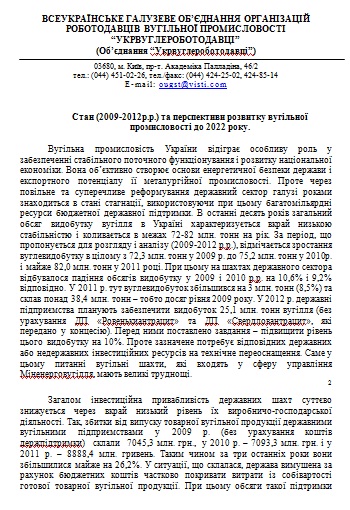 ВСЕУКРАЇНСЬКЕ ГАЛУЗЕВЕ ОБ'ЄДНАННЯ ОРГАНІЗАЦІЙ
РОБОТОДАВЦІВ ВУГІЛЬНОЇ ПРОМИСЛОВОСТІ
"УКРВУГЛЕРОБОТОДАВЦІ"
(Об'єднання "Укрвуглероботодавці")
03680, м. Київ, пр-т. Академіка Палладіна, 46/2
тел.: (044) 451-02-26, тел./факс: (044) 424-25-02, 424-85-14
E-mail: ougst@visti.com
Стан (2009-2012р.р.) та перспективи розвитку вугільної
промисловості до 2022 року.
Вугільна промисловість України відіграє особливу роль у
забезпеченні стабільного поточного функціонування і розвитку національної
економіки. Вона об'єктивно створює основи енергетичної безпеки держави і
експортного потенціалу її металургійної промисловості. Проте через
повільне та суперечливе реформування державний сектор галузі роками
знаходиться в стані стагнації, використовуючи при цьому багатомільярдні
ресурси бюджетної державної підтримки. В останні десять років загальний
обсяг видобутку вугілля в Україні характеризується вкрай низькою
стабільністю і коливається в межах 72-82 млн. тонн на рік. За період, що
пропонується для розгляду і аналізу (2009-2012 р.р.), відмічається зростання
вуглевидобутку в цілому з 72,3 млн. тонн у 2009 р. до 75,2 млн. тонн у 2010р.
і майже 82,0 млн. тонн у 2011 році. При цьому на шахтах державного сектора
відбувалося падіння обсягів видобутку у 2009 і 2010 р.р. на 10,6% і 9,2%
відповідно. У 2011 р. тут вуглевидобуток збільшився на 3 млн. тонн (8,5%) та
склав понад 38,4 млн. тонн – тобто досяг рівня 2009 року. У 2012 р. державні
підприємства планують забезпечити видобуток 25,1 млн. тонн вугілля (без
урахування ДП «Ровенькиантрацит» та ДП «Свердловантрацит», які
передано у концесію). Перед ними поставлено завдання – підвищити рівень
цього видобутку на 10%. Проте зазначене потребує відповідних державних
або недержавних інвестиційних ресурсів на технічне переоснащення. Саме у
цьому питанні вугільні шахти, які входять у сферу управління
Міненерговугілля, мають великі труднощі.
2
Загалом інвестиційна привабливість державних шахт суттєво
знижується через вкрай низький рівень їх виробничо-господарської
діяльності. Так, збитки від випуску товарної вугільної продукції державними
вугільними підприємствами у 2009 р. (без урахування коштів
держпідтримки) склали 7045,3 млн. грн., у 2010 р. – 7093,3 млн. грн. і у
2011 р. – 8888,4 млн. гривень. Таким чином за три останніх роки вони
збільшилися майже на 26,2%. У ситуації, що склалася, держава вимушена за
рахунок бюджетних коштів частково покривати витрати із собівартості
готової товарної вугільної продукції. При цьому обсяги такої підтримки